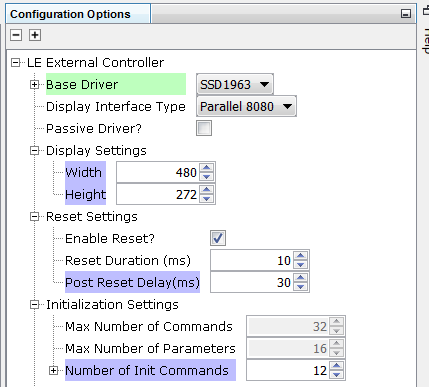 Configuration Options
Help
LE External Controller
Base Driver SSD1963
Display Interface Type Parallel 8080
Passive Driver?
Display Settings
Width 480
Height 272
Reset Settings
Enable Reset?
Reset Duration (ms) 10
Post Reset Delay(ms) 30
Initialization Settings
Max Number of Commands 32
Max Number of Parameters 16
Number of Init Commands 12